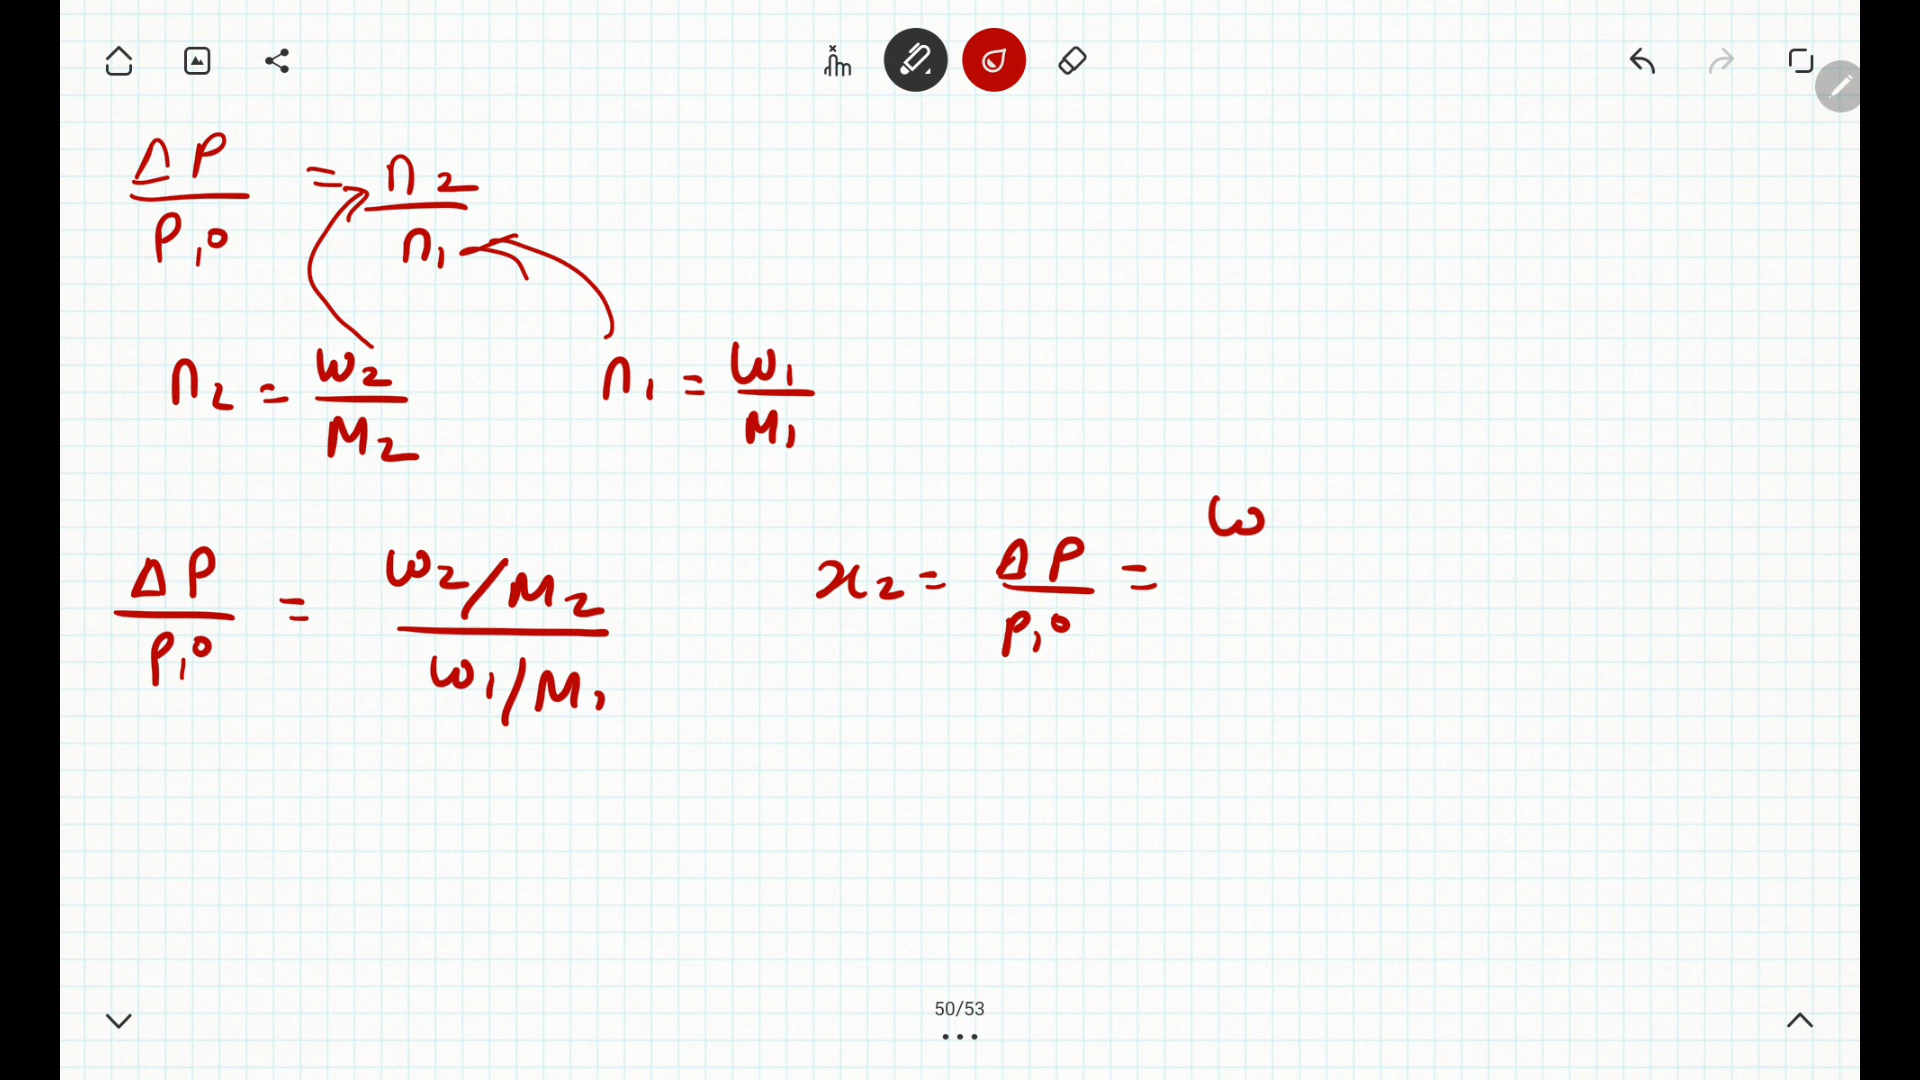 ΔP / P₁° = n₂ / n₁
n₂ = w₂ / M₂ n₁ = w₁ / M₁
ΔP / P₁° = w₂/M₂ / w₁/M₁ x₂ = ΔP / P₁° = w
50/53